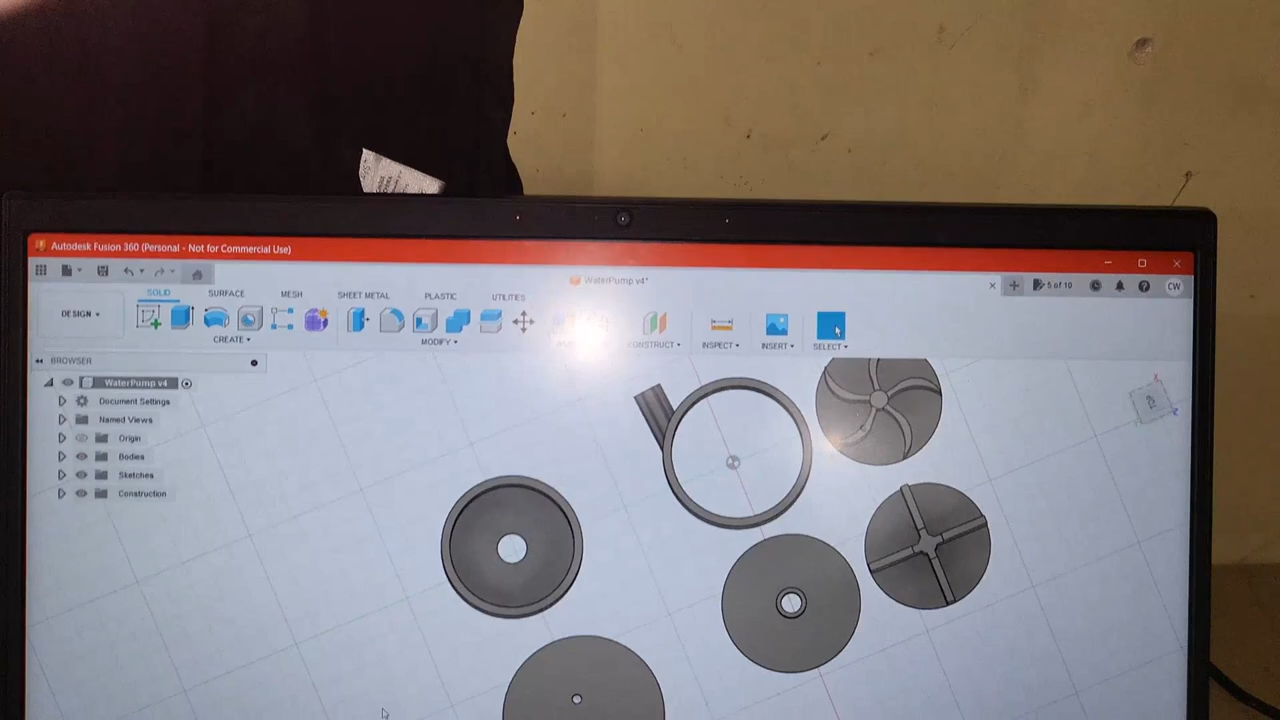 Autodesk Fusion 360 (Personal - Not for Commercial Use)
WaterPump v4*
5 of 10
CW
SOLID SURFACE MESH SHEET METAL PLASTIC UTILITIES
DESIGN
CREATE MODIFY CONSTRUCT INSPECT INSERT SELECT
BROWSER
WaterPump v4
Document Settings
Named Views
Origin
Bodies
Sketches
Construction